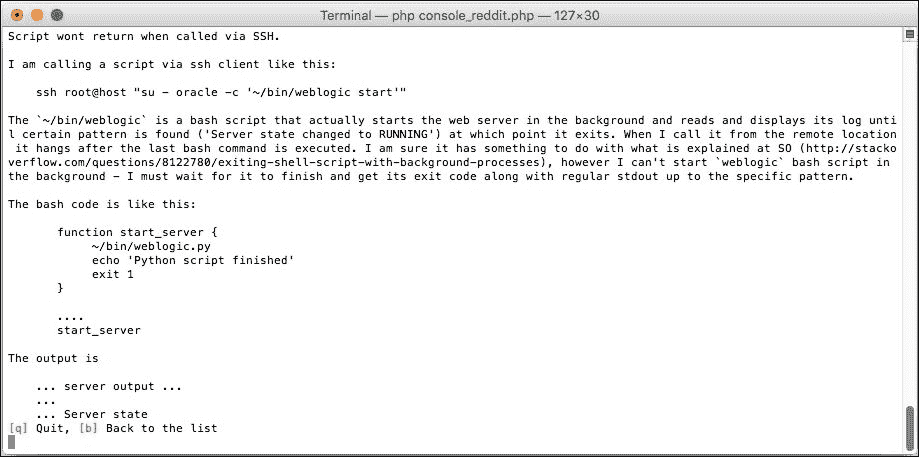 Terminal — php console_reddit.php — 127×30
Script wont return when called via SSH.
I am calling a script via ssh client like this:
ssh root@host "su - oracle -c '~/bin/weblogic start'"
The `~/bin/weblogic` is a bash script that actually starts the web server in the background and reads and displays its log unti
l certain pattern is found ('Server state changed to RUNNING') at which point it exits. When I call it from the remote location
it hangs after the last bash command is executed. I am sure it has something to do with what is explained at SO (http://stacko
verflow.com/questions/8122780/exiting-shell-script-with-background-processes), however I can't start `weblogic` bash script in
the background - I must wait for it to finish and get its exit code along with regular stdout up to the specific pattern.
The bash code is like this:
function start_server {
~/bin/weblogic.py
echo 'Python script finished'
exit 1
}
....
start_server
The output is
... server output ...
...
... Server state
[q] Quit, [b] Back to the list